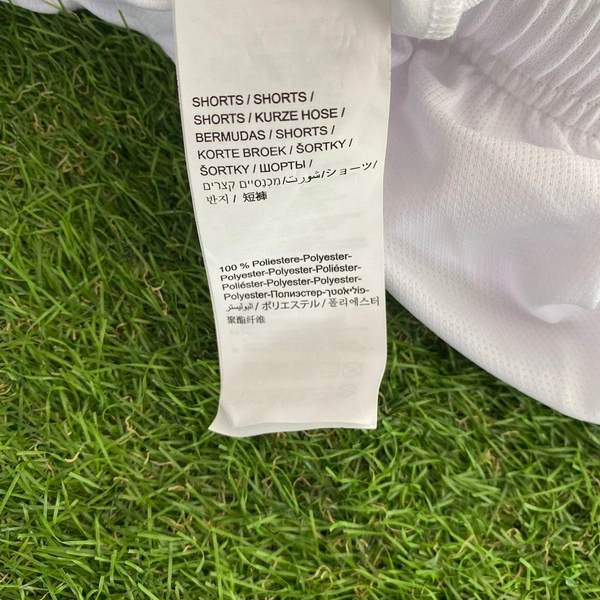 SHORTS / SHORTS /
SHORTS / KURZE HOSE /
BERMUDAS / SHORTS /
KORTE BROEK / ŠORTKY /
ŠORTKY / ШОРТЫ /
מכנסיים קצרים/شورت/ショーツ/
반지 / 短褲
100 % Poliestere-Polyester-
Polyester-Polyester-Poliéster-
Poliéster-Polyester-Polyester-
Polyester-Полиэстер-פוליאסטר-
البوليستر / ポリエステル / 폴리에스터
聚酯纤维